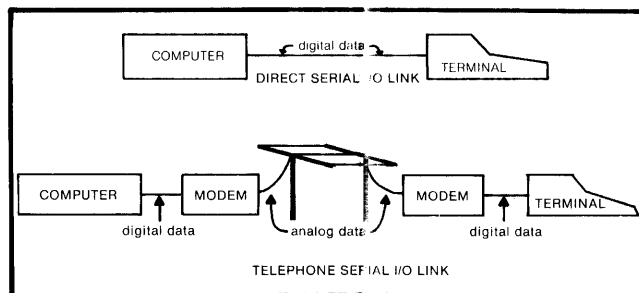 digital data
COMPUTER
TERMINAL
DIRECT SERIAL I/O LINK
COMPUTER
MODEM
MODEM
TERMINAL
digital data
analog data
digital data
TELEPHONE SERIAL I/O LINK